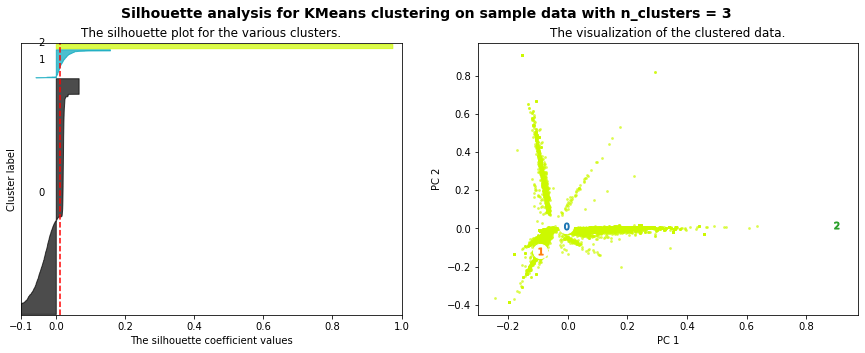 Silhouette analysis for KMeans clustering on sample data with n_clusters = 3
The silhouette plot for the various clusters.
2
1
0
Cluster label
−0.1 0.0 0.2 0.4 0.6 0.8 1.0
The silhouette coefficient values
The visualization of the clustered data.
0.8
0.6
0.4
0.2
0.0
−0.2
−0.4
PC 2
0
1
2
−0.2 0.0 0.2 0.4 0.6 0.8
PC 1